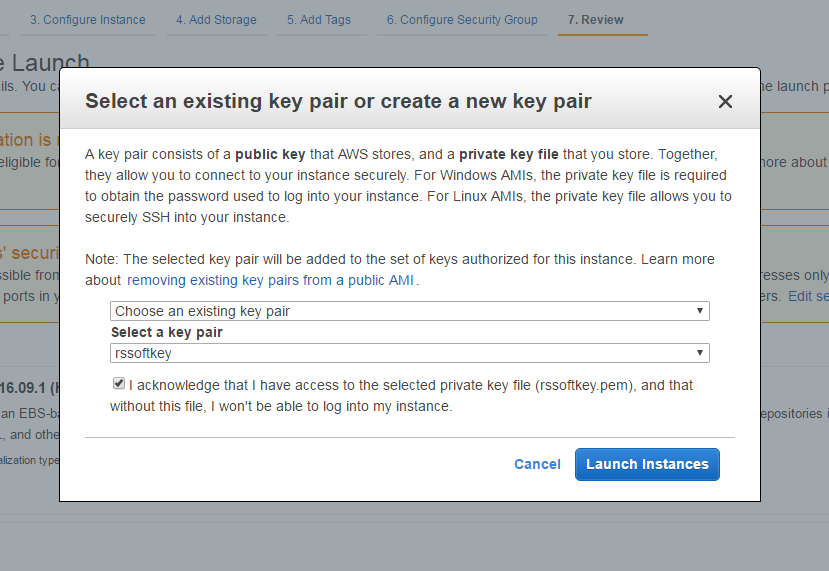 3. Configure Instance 4. Add Storage 5. Add Tags 6. Configure Security Group 7. Review
Launch
ils. You
he launch
Select an existing key pair or create a new key pair
ation is
eligible
more about
A key pair consists of a public key that AWS stores, and a private key file that you store. Together,
they allow you to connect to your instance securely. For Windows AMIs, the private key file is required
to obtain the password used to log into your instance. For Linux AMIs, the private key file allows you to
securely SSH into your instance.
s' securi
Note: The selected key pair will be added to the set of keys authorized for this instance. Learn more
about removing existing key pairs from a public AMI.
ssible from
resses only
ports in
ers. Edit se
Choose an existing key pair
Select a key pair
rssoftkey
I acknowledge that I have access to the selected private key file (rssoftkey.pem), and that
without this file, I won't be able to log into my instance.
16.09.1 (H
an EBS-ba
epositories
L, and othe
alization type
Cancel Launch Instances